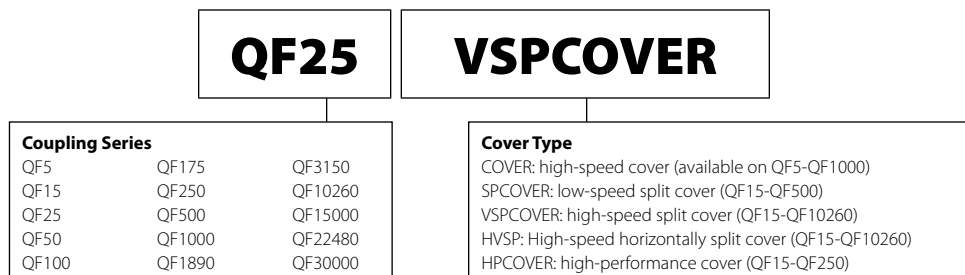 QF25 VSPCOVER
Coupling Series
QF5 QF175 QF3150
QF15 QF250 QF10260
QF25 QF500 QF15000
QF50 QF1000 QF22480
QF100 QF1890 QF30000
Cover Type
COVER: high-speed cover (available on QF5-QF1000)
SPCOVER: low-speed split cover (QF15-QF500)
VSPCOVER: high-speed split cover (QF15-QF10260)
HVSP: High-speed horizontally split cover (QF15-QF10260)
HPCOVER: high-performance cover (QF15-QF250)